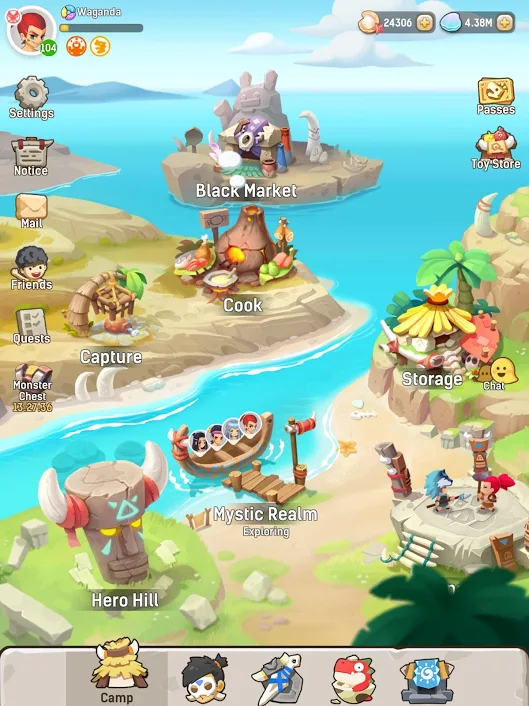 Waganda
104
24306
4.38M
Settings
Passes
Notice
Toy Store
Mail
Black Market
Friends
Cook
Quests
Capture
Storage
Chat
Monster
Chest
13:27:36
Mystic Realm
Exploring
Hero Hill
Camp